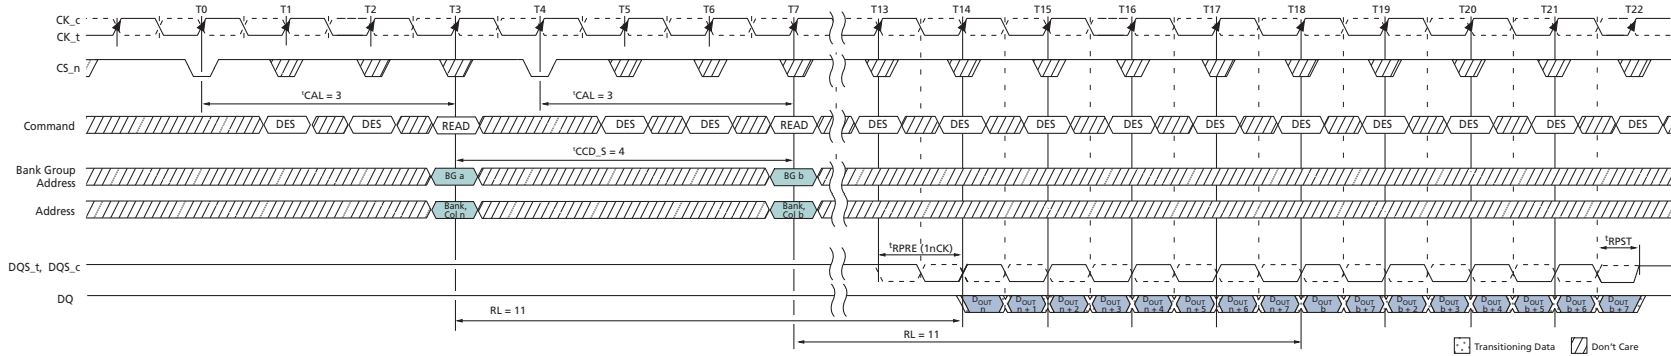 T0 T1 T2 T3 T4 T5 T6 T7 T13 T14 T15 T16 T17 T18 T19 T20 T21 T22
CK_c
CK_t
CS_n
tCAL = 3 tCAL = 3
Command DES DES READ DES DES READ DES DES DES DES DES DES DES DES DES DES
tCCD_S = 4
Bank Group
Address BG a BG b
Address Bank, Col n Bank, Col b
tRPRE (1nCK) tRPST
DQS_t, DQS_c
DQ DOUT n DOUT n + 1 DOUT n + 2 DOUT n + 3 DOUT n + 4 DOUT n + 5 DOUT n + 6 DOUT n + 7 DOUT b DOUT b + 7 DOUT b + 2 DOUT b + 3 DOUT b + 4 DOUT b + 5 DOUT b + 6 DOUT b + 7
RL = 11
RL = 11
Transitioning Data Don't Care